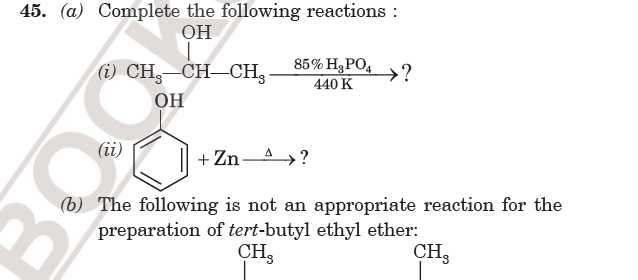 45. (a) Complete the following reactions :
OH
(i) CH₃—CH—CH₃ 85% H₃PO₄ → ?
440 K
OH
(ii) + Zn Δ → ?
(b) The following is not an appropriate reaction for the
preparation of tert-butyl ethyl ether:
CH₃ CH₃
BOOK